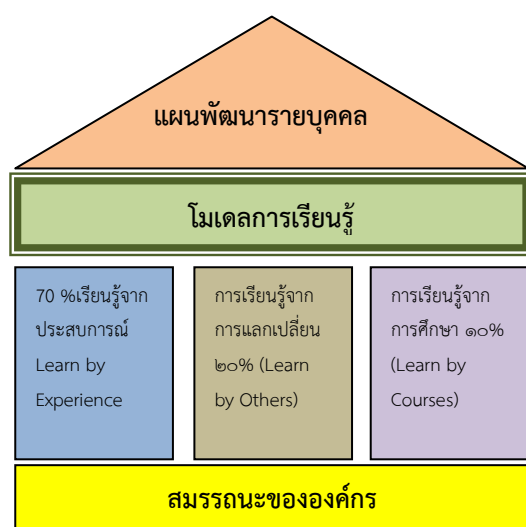 แผนพัฒนารายบุคคล
โมเดลการเรียนรู้
70 %เรียนรู้จาก
ประสบการณ์
Learn by
Experience
การเรียนรู้จาก
การแลกเปลี่ยน
๒๐% (Learn
by Others)
การเรียนรู้จาก
การศึกษา ๑๐%
(Learn by
Courses)
สมรรถนะขององค์กร